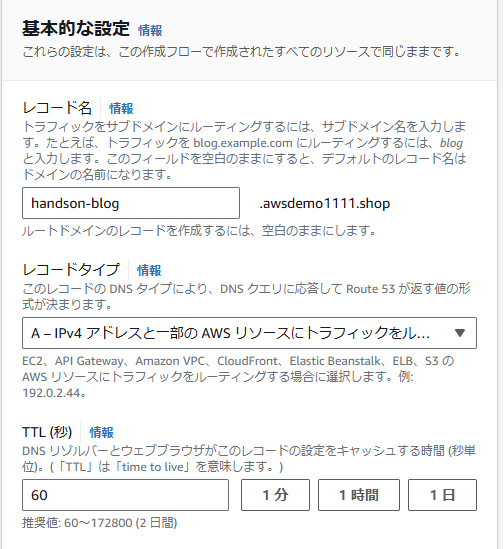 基本的な設定 情報
これらの設定は、この作成フローで作成されたすべてのリソースで同じままです。
レコード名 情報
トラフィックをサブドメインにルーティングするには、サブドメイン名を入力しま
す。たとえば、トラフィックを blog.example.com にルーティングするには、blog
と入力します。このフィールドを空白のままにすると、デフォルトのレコード名は
ドメインの名前になります。
handson-blog .awsdemo1111.shop
ルートドメインのレコードを作成するには、空白のままにします。
レコードタイプ 情報
このレコードの DNS タイプにより、DNS クエリに応答して Route 53 が返す値の形
式が決まります。
A – IPv4 アドレスと一部の AWS リソースにトラフィックをル...
EC2、API Gateway、Amazon VPC、CloudFront、Elastic Beanstalk、ELB、S3 の
AWS リソースにトラフィックをルーティングする場合に選択します。例:
192.0.2.44。
TTL (秒) 情報
DNS リゾルバーとウェブブラウザがこのレコードの設定をキャッシュする時間 (秒単
位)。(「TTL」は「time to live」を意味します。)
60 1 分 1 時間 1 日
推奨値: 60～172800 (2 日間)